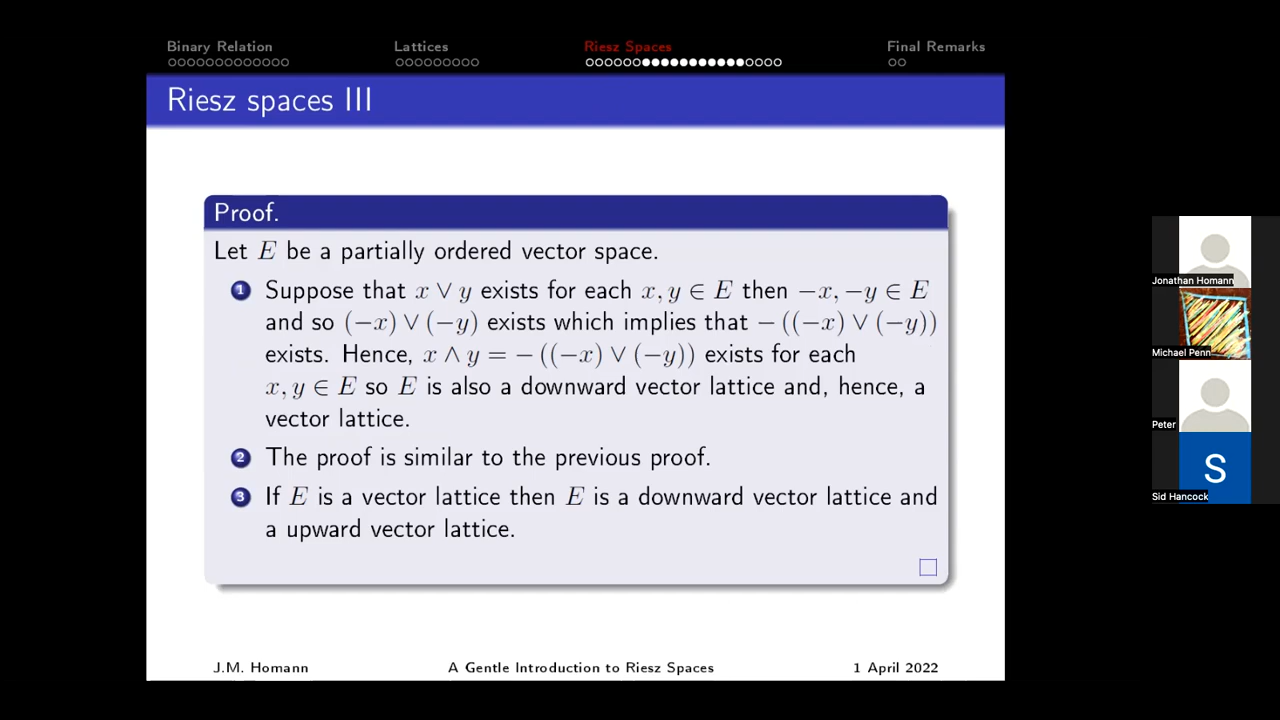 Binary Relation Lattices Riesz Spaces Final Remarks
Riesz spaces III
Proof.
Let E be a partially ordered vector space.
1 Suppose that x ∨ y exists for each x, y ∈ E then −x, −y ∈ E
and so (−x) ∨ (−y) exists which implies that − ((−x) ∨ (−y))
exists. Hence, x ∧ y = − ((−x) ∨ (−y)) exists for each
x, y ∈ E so E is also a downward vector lattice and, hence, a
vector lattice.
2 The proof is similar to the previous proof.
3 If E is a vector lattice then E is a downward vector lattice and
a upward vector lattice.
□
J.M. Homann A Gentle Introduction to Riesz Spaces 1 April 2022
Jonathan Homann
Michael Penn
Peter
S
Sid Hancock